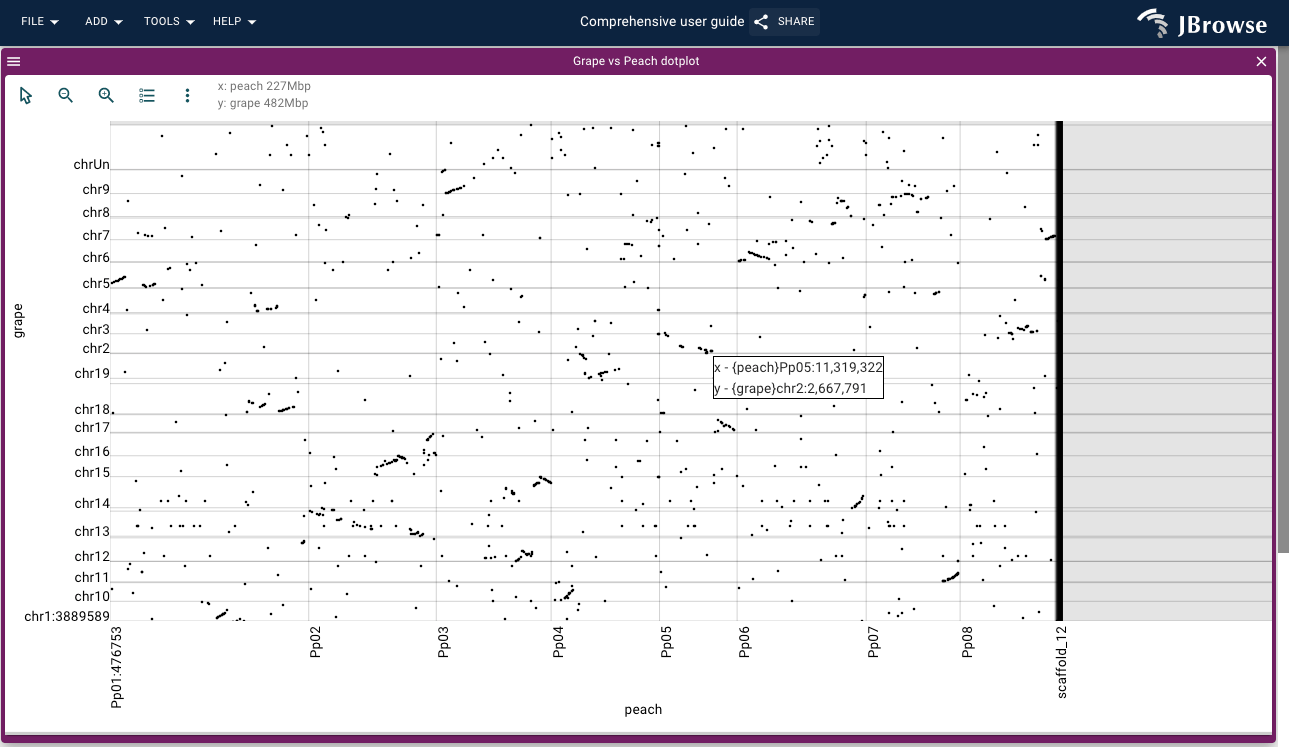 FILE ADD TOOLS HELP Comprehensive user guide SHARE JBrowse
Grape vs Peach dotplot
x: peach 227Mbp
y: grape 482Mbp
chrUn
chr9
chr8
chr7
chr6
chr5
chr4
chr3
chr2
chr19
chr18
chr17
chr16
chr15
chr14
chr13
chr12
chr11
chr10
chr1:3889589
grape
x - {peach}Pp05:11,319,322
y - {grape}chr2:2,667,791
Pp01:476753
Pp02
Pp03
Pp04
Pp05
Pp06
Pp07
Pp08
scaffold_12
peach